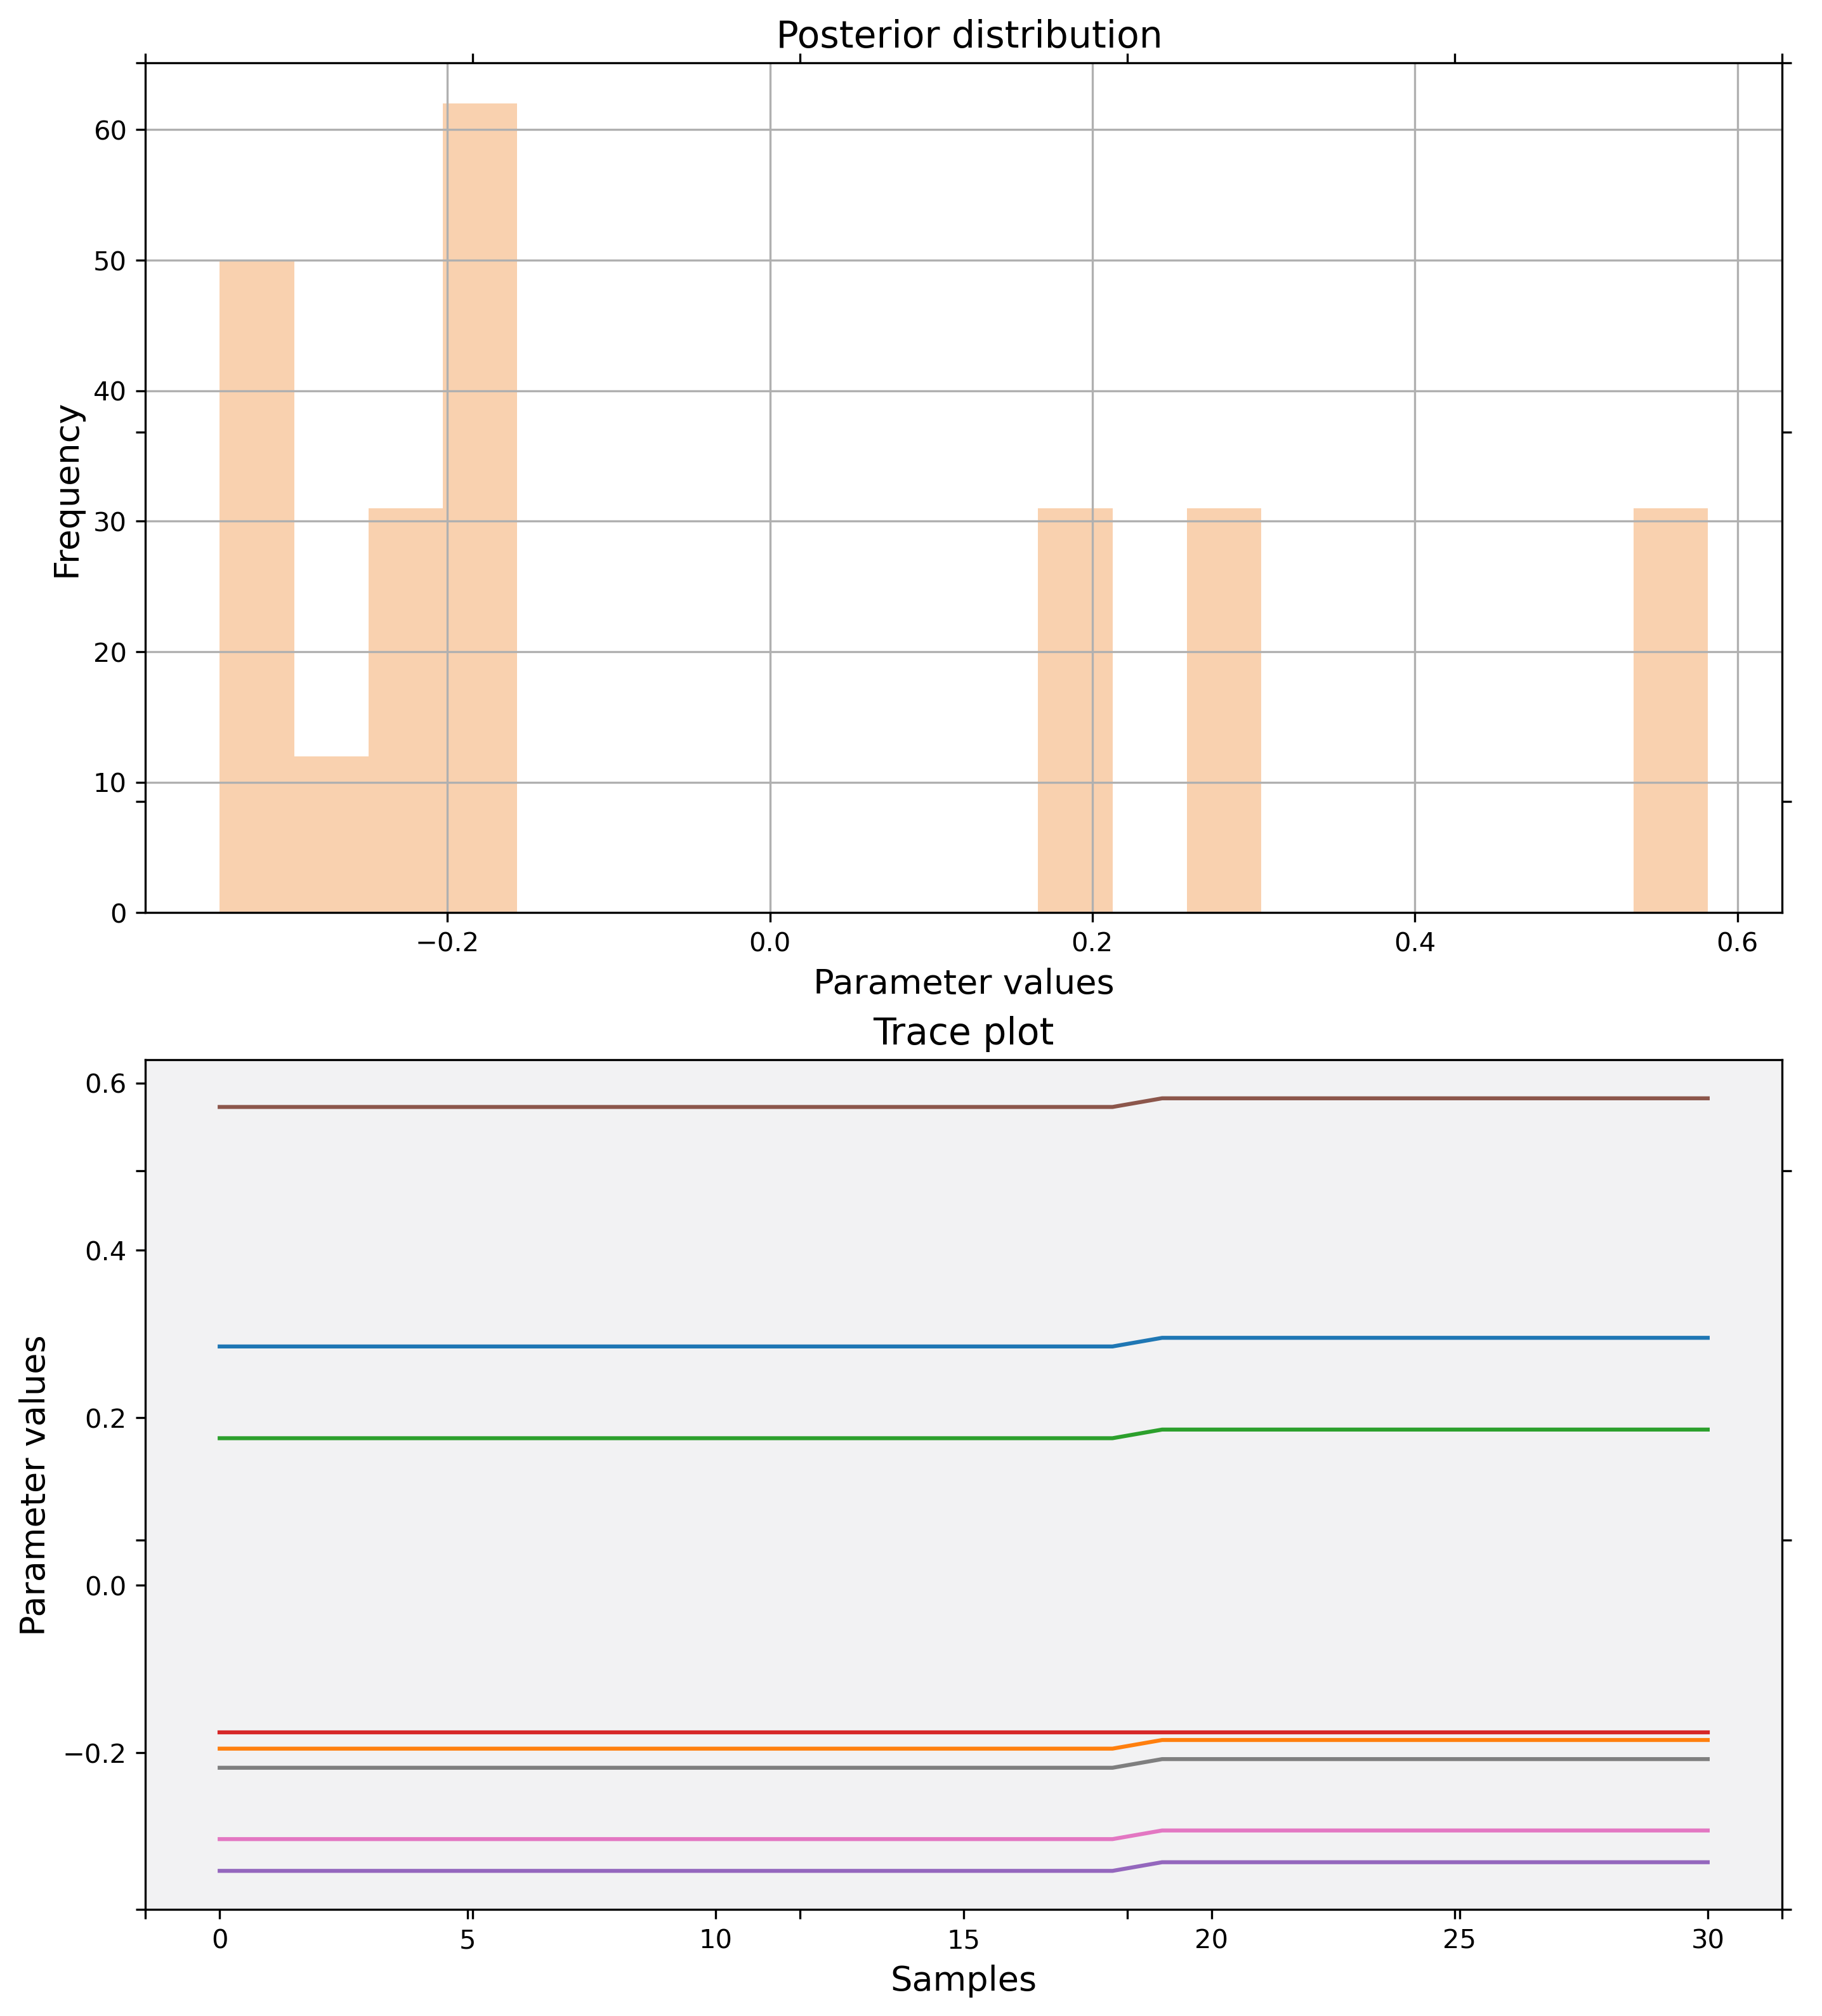 Posterior distribution
60
50
40
30
20
10
0
Frequency
−0.2 0.0 0.2 0.4 0.6
Parameter values
Trace plot
0.6
0.4
0.2
0.0
−0.2
Parameter values
0 5 10 15 20 25 30
Samples